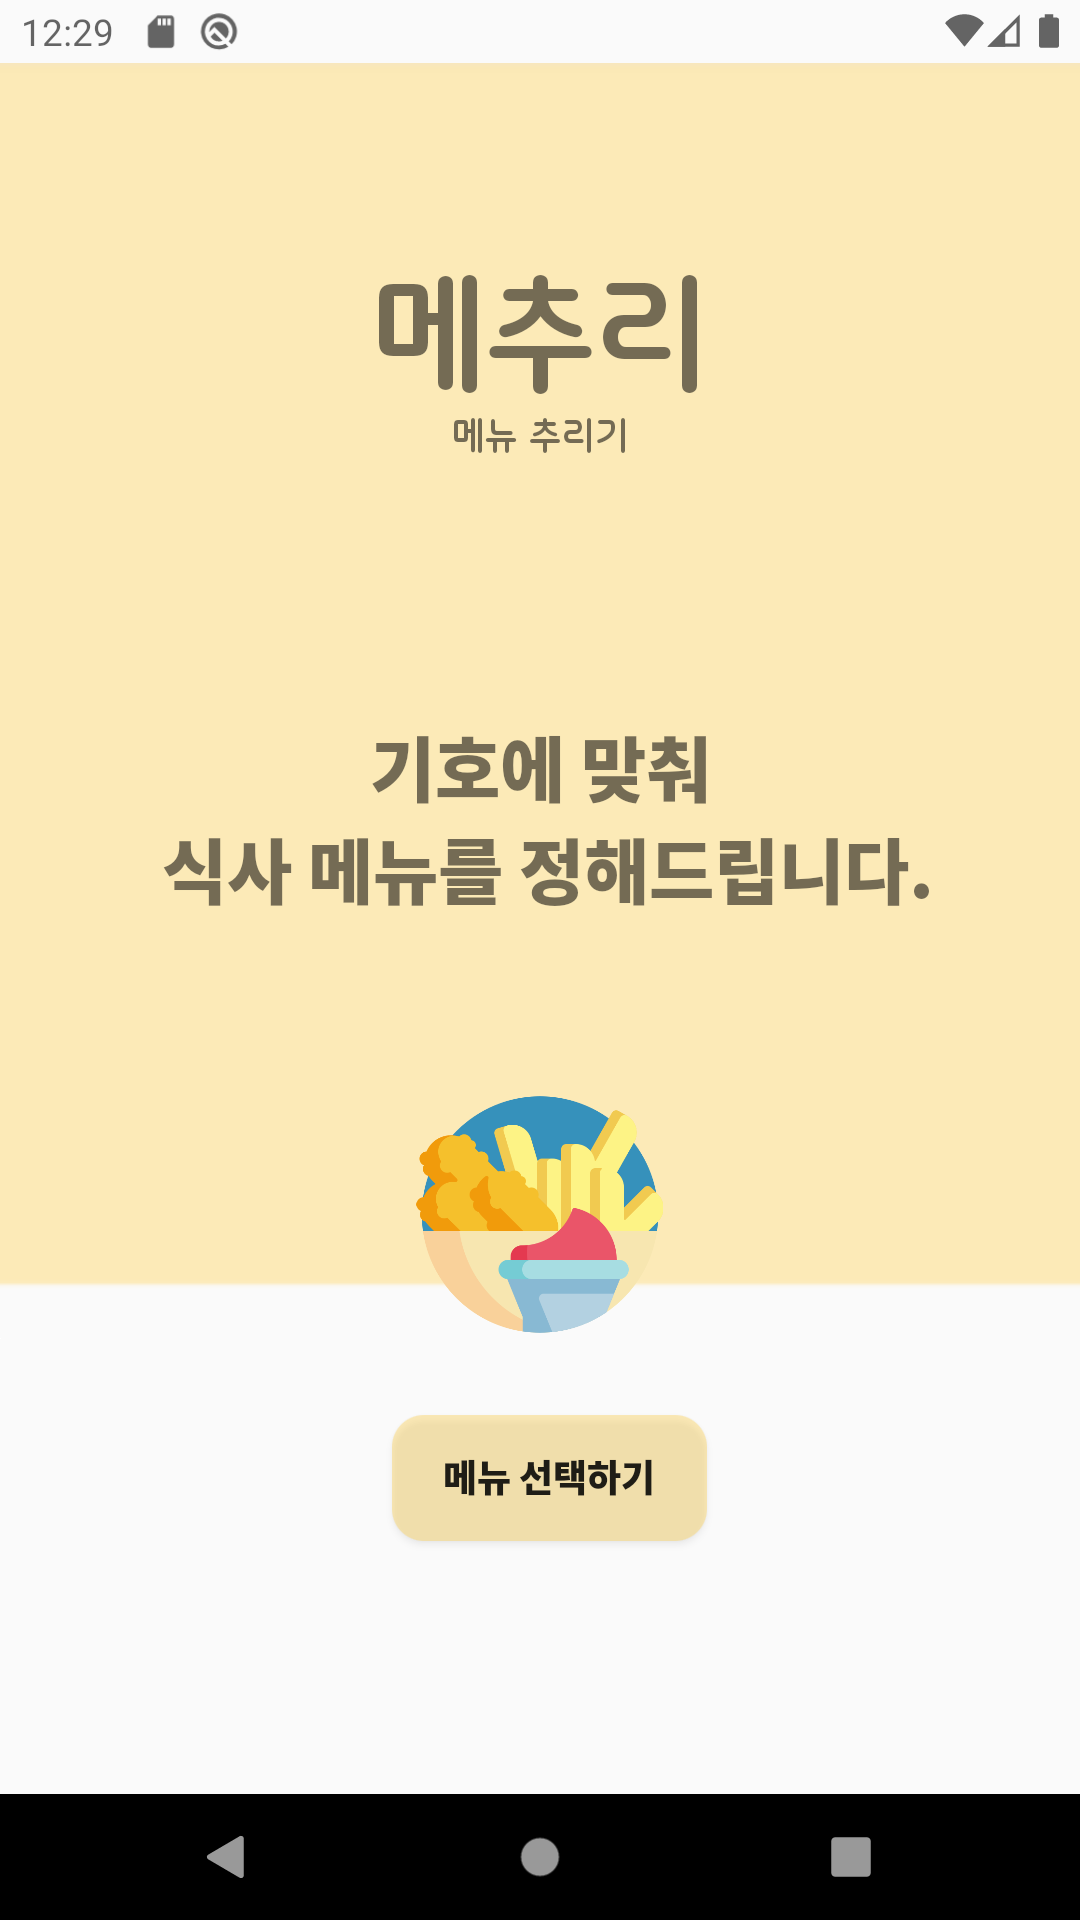 12:29
메추리
메뉴 추리기
기호에 맞춰
식사 메뉴를 정해드립니다.
메뉴 선택하기